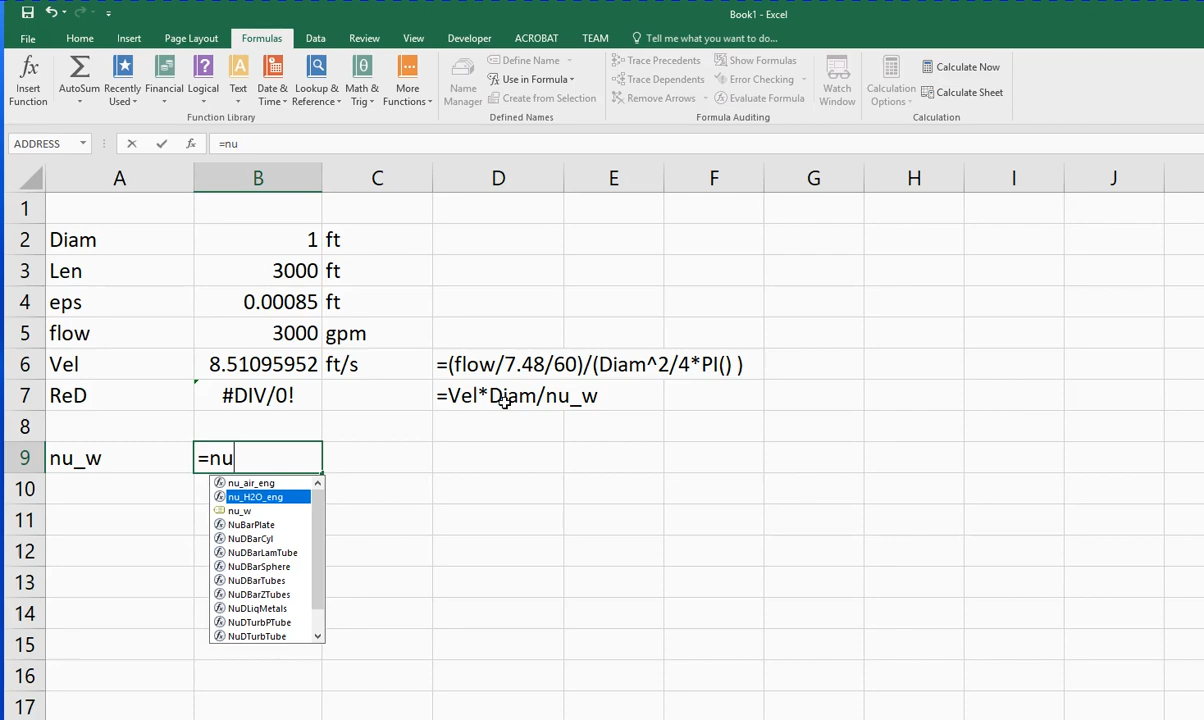 Book1 - Excel
File Home Insert Page Layout Formulas Data Review View Developer ACROBAT TEAM Tell me what you want to do...
fx Σ θ
Insert Function
AutoSum
Recently Used
Financial
Logical
Text
Date & Time
Lookup & Reference
Math & Trig
More Functions
Function Library
Name Manager
Define Name
Use in Formula
Create from Selection
Defined Names
Trace Precedents
Trace Dependents
Remove Arrows
Show Formulas
Error Checking
Evaluate Formula
Formula Auditing
Watch Window
Calculation Options
Calculate Now
Calculate Sheet
Calculation
ADDRESS fx =nu
A B C D E F G H I J
1
2 Diam 1 ft
3 Len 3000 ft
4 eps 0.00085 ft
5 flow 3000 gpm
6 Vel 8.51095952 ft/s =(flow/7.48/60)/(Diam^2/4*PI() )
7 ReD #DIV/0! =Vel*Diam/nu_w
8
9 nu_w =nu
nu_air_eng
nu_H2O_eng
nu_w
NuBarPlate
NuDBarCyl
NuDBarLamTube
NuDBarSphere
NuDBarTubes
NuDBarZTubes
NuDLiqMetals
NuDTurbPTube
NuDTurbTube
10
11
12
13
14
15
16
17